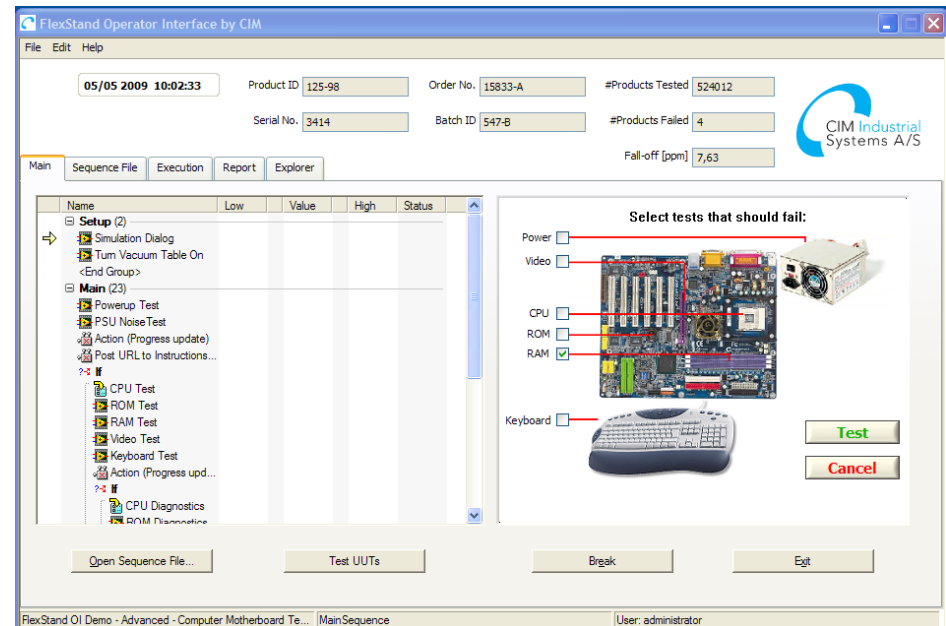 FlexStand Operator Interface by CIM
File Edit Help
05/05 2009 10:02:33
Product ID 125-98
Order No. 15833-A
#Products Tested 524012
Serial No. 3414
Batch ID 547-B
#Products Failed 4
Fall-off [ppm] 7,63
CIM Industrial
Systems A/S
Main Sequence File Execution Report Explorer
Name Low Value High Status
Setup (2)
Simulation Dialog
Turn Vacuum Table On
<End Group>
Main (23)
Powerup Test
PSU Noise Test
Action (Progress update)
Post URL to Instructions...
If
CPU Test
ROM Test
RAM Test
Video Test
Keyboard Test
Action (Progress upd...
If
CPU Diagnostics
ROM Diagnostics
Select tests that should fail:
Power
Video
CPU
ROM
RAM
Keyboard
Test
Cancel
Open Sequence File... Test UUTs Break Exit
FlexStand OI Demo - Advanced - Computer Motherboard Te... MainSequence User: administrator